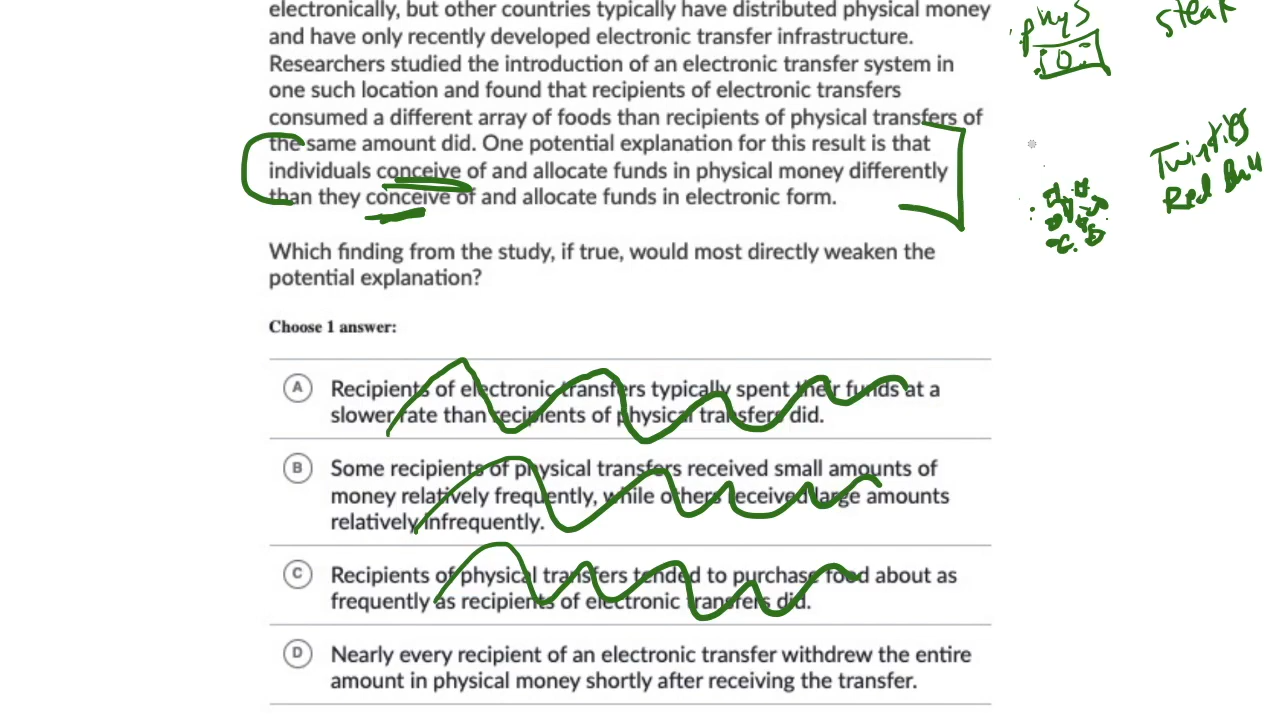 electronically, but other countries typically have distributed physical money
and have only recently developed electronic transfer infrastructure.
Researchers studied the introduction of an electronic transfer system in
one such location and found that recipients of electronic transfers
consumed a different array of foods than recipients of physical transfers of
the same amount did. One potential explanation for this result is that
individuals conceive of and allocate funds in physical money differently
than they conceive of and allocate funds in electronic form.
Which finding from the study, if true, would most directly weaken the
potential explanation?
Choose 1 answer:
A Recipients of electronic transfers typically spent their funds at a
slower rate than recipients of physical transfers did.
B Some recipients of physical transfers received small amounts of
money relatively frequently, while others received large amounts
relatively infrequently.
C Recipients of physical transfers tended to purchase food about as
frequently as recipients of electronic transfers did.
D Nearly every recipient of an electronic transfer withdrew the entire
amount in physical money shortly after receiving the transfer.
phys
steak
Twinkies
Red Bull